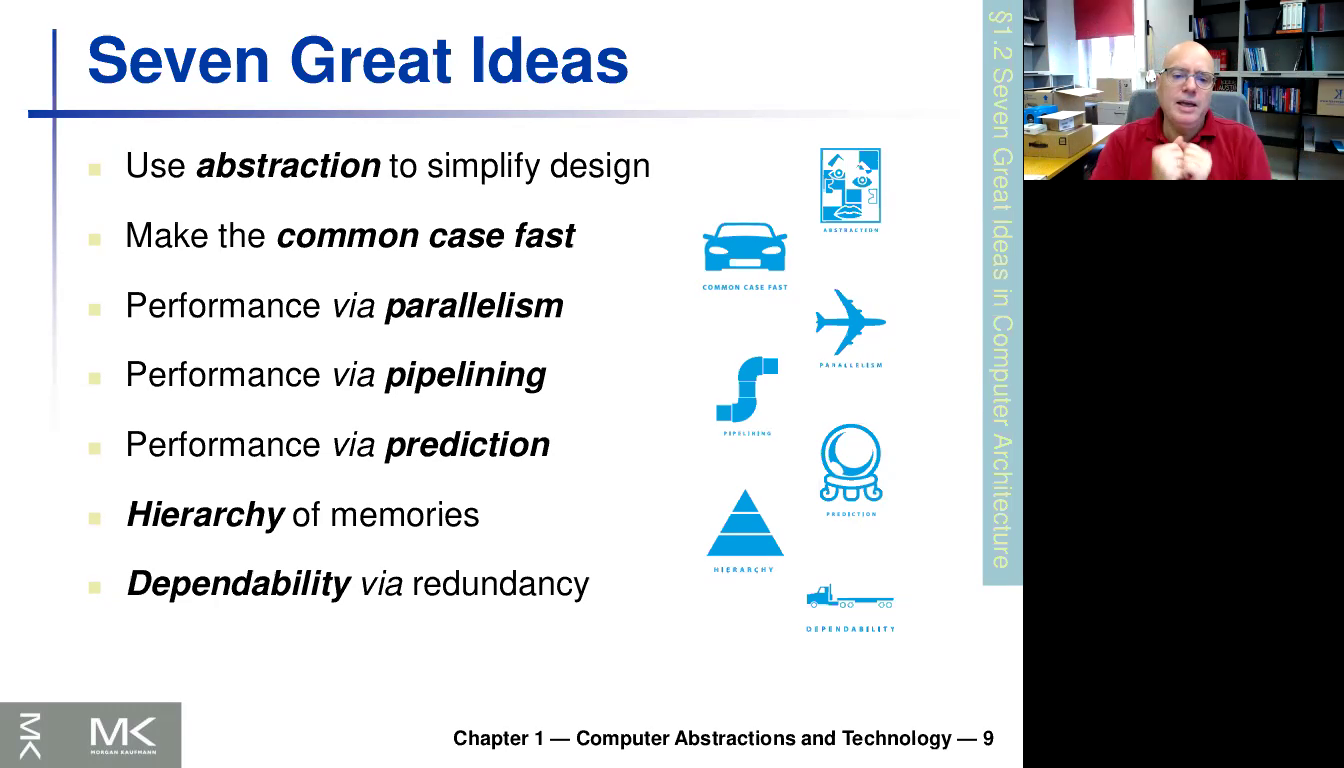 Seven Great Ideas
Use abstraction to simplify design
Make the common case fast
Performance via parallelism
Performance via pipelining
Performance via prediction
Hierarchy of memories
Dependability via redundancy
ABSTRACTION
COMMON CASE FAST
PARALLELISM
PIPELINING
PREDICTION
HIERARCHY
DEPENDABILITY
§1.2 Seven Great Ideas in Computer Architecture
MK
MK
MORGAN KAUFMANN
Chapter 1 — Computer Abstractions and Technology — 9